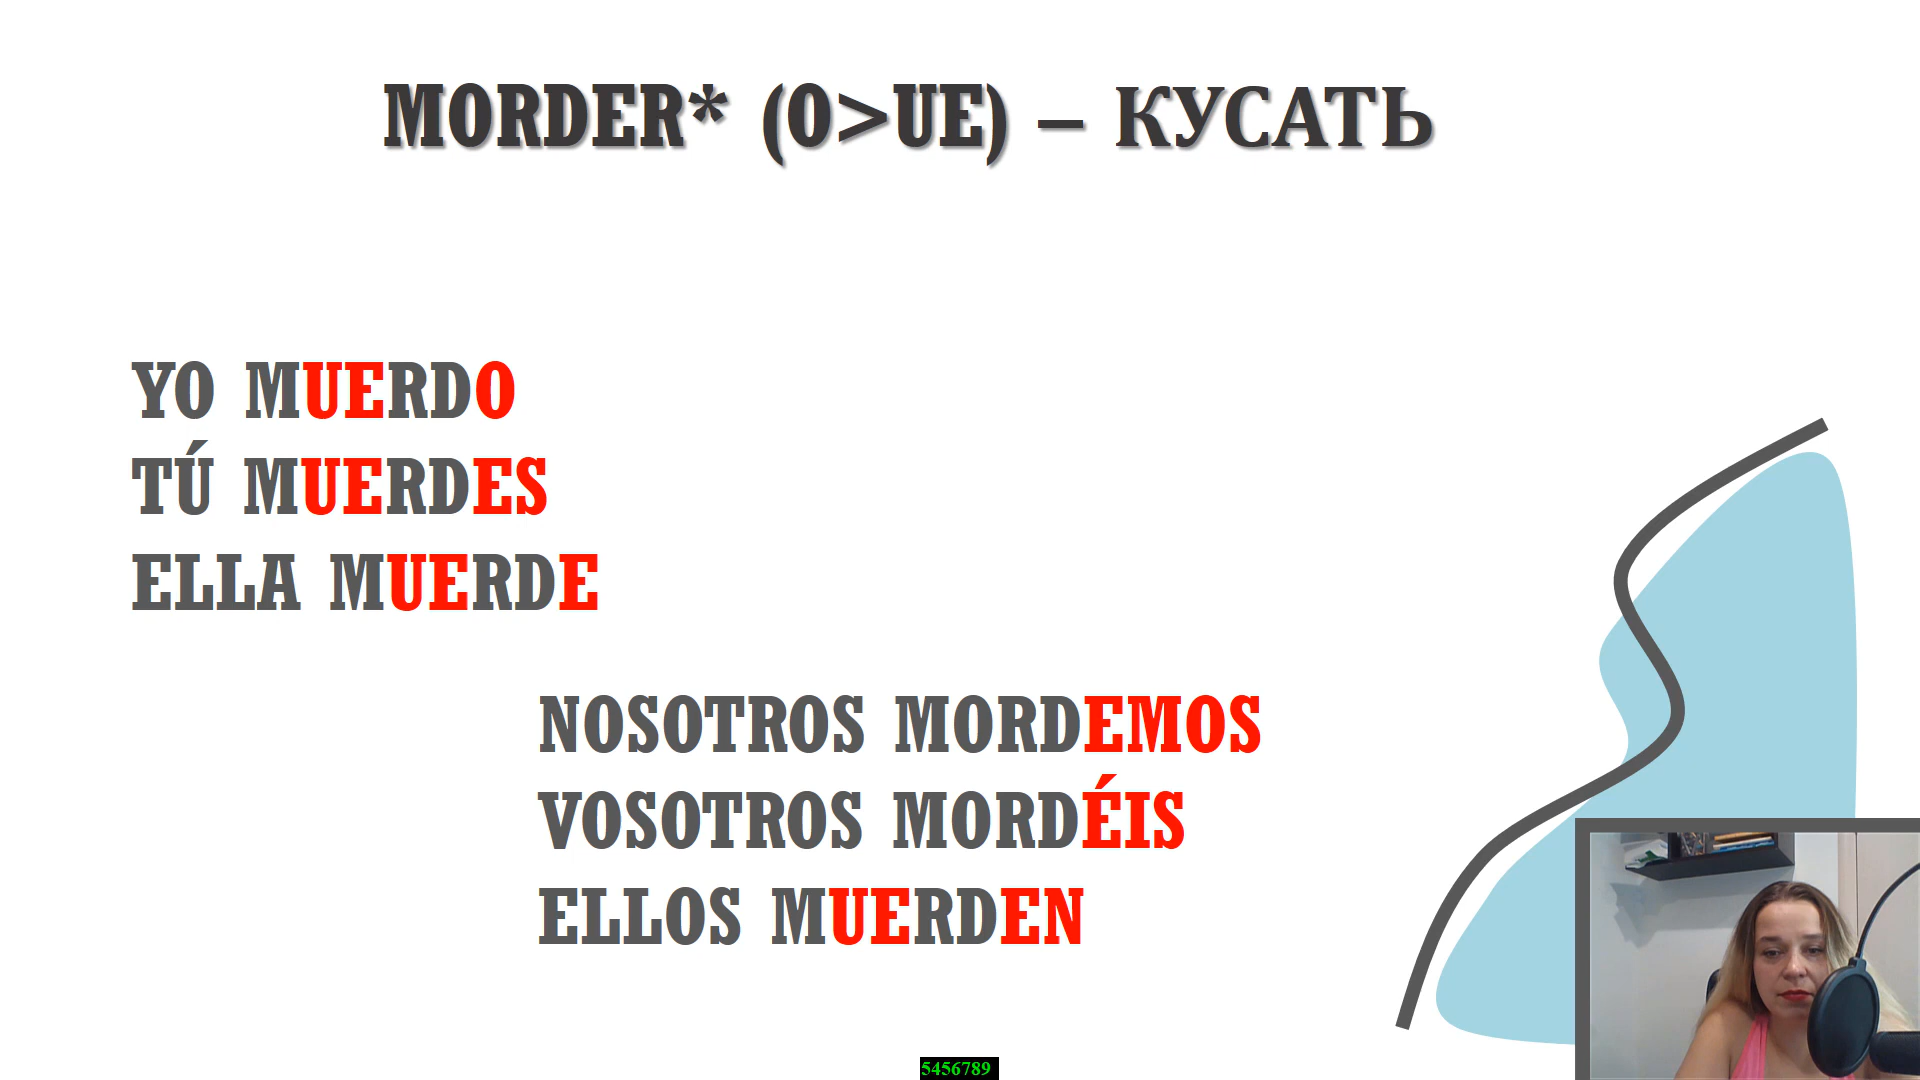 MORDER* (O>UE) – КУСАТЬ
YO MUERDO
TÚ MUERDES
ELLA MUERDE
NOSOTROS MORDEMOS
VOSOTROS MORDÉIS
ELLOS MUERDEN
5456789